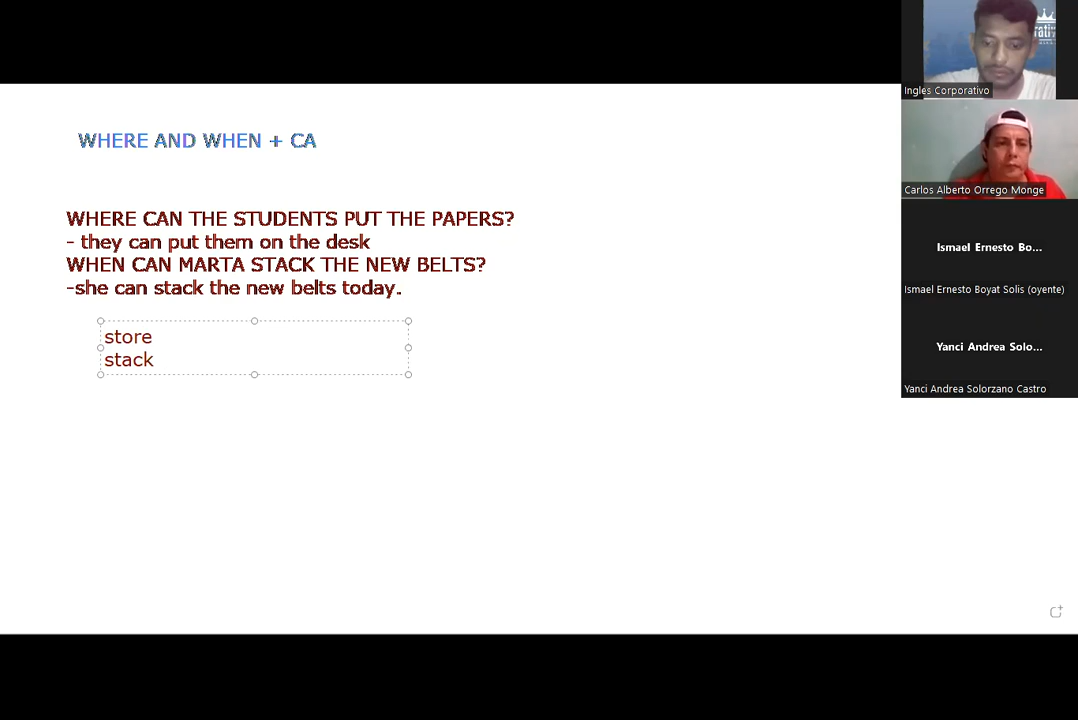 WHERE AND WHEN + CA
WHERE CAN THE STUDENTS PUT THE PAPERS?
- they can put them on the desk
WHEN CAN MARTA STACK THE NEW BELTS?
-she can stack the new belts today.
store
stack
Ingles Corporativo
Carlos Alberto Orrego Monge
Ismael Ernesto Bo...
Ismael Ernesto Boyat Solis (oyente)
Yanci Andrea Solo...
Yanci Andrea Solorzano Castro